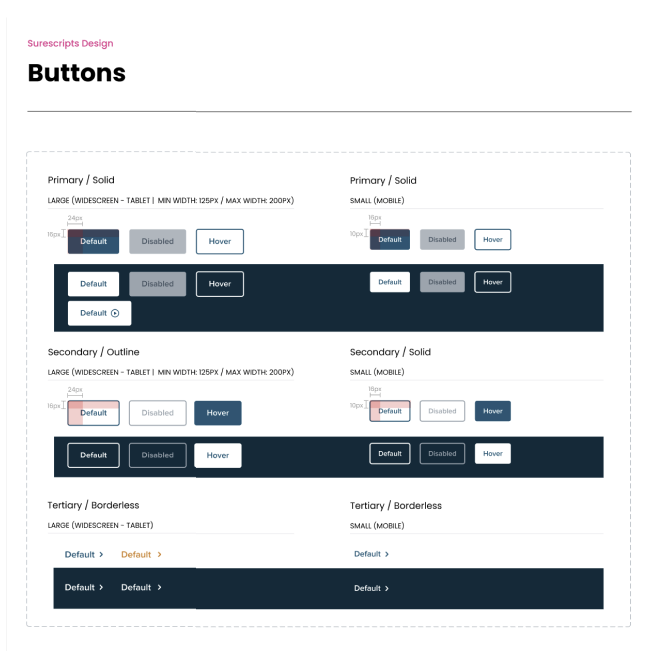 Surescripts Design
Buttons
Primary / Solid
LARGE (WIDESCREEN - TABLET | MIN WIDTH: 125PX / MAX WIDTH: 200PX)
24px
16px
Default Disabled Hover
Default Disabled Hover
Default
Primary / Solid
SMALL (MOBILE)
16px
10px
Default Disabled Hover
Default Disabled Hover
Secondary / Outline
LARGE (WIDESCREEN - TABLET | MIN WIDTH: 125PX / MAX WIDTH: 200PX)
24px
16px
Default Disabled Hover
Default Disabled Hover
Secondary / Solid
SMALL (MOBILE)
16px
10px
Default Disabled Hover
Default Disabled Hover
Tertiary / Borderless
LARGE (WIDESCREEN - TABLET)
Default > Default >
Default > Default >
Tertiary / Borderless
SMALL (MOBILE)
Default >
Default >